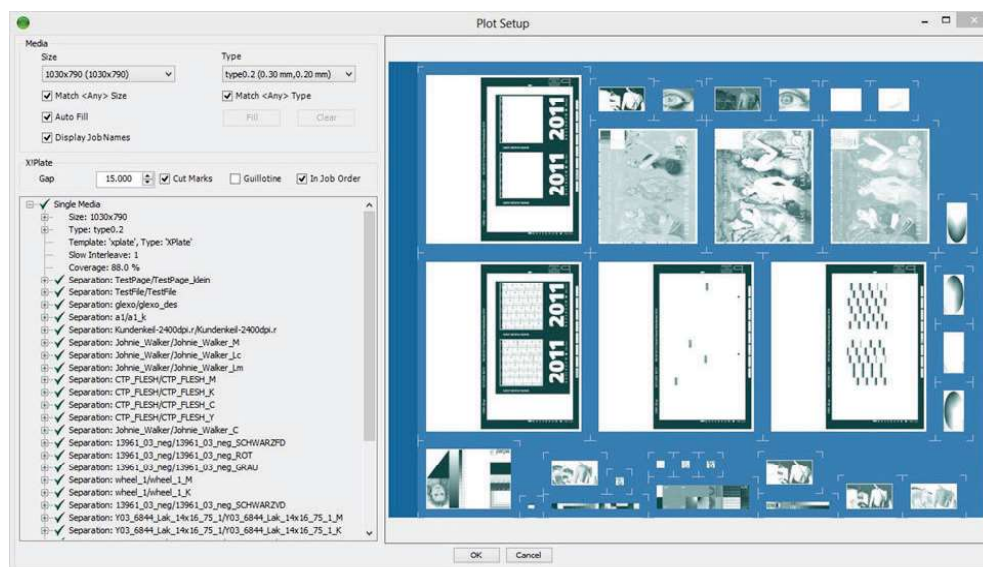 Plot Setup
Media
Size
Type
1030x790 (1030x790)
type0.2 (0.30 mm,0.20 mm)
Match <Any> Size
Match <Any> Type
Auto Fill
Fill
Clear
Display Job Names
X!Plate
Gap
15.000
Cut Marks
Guillotine
In Job Order
Single Media
Size: 1030x790
Type: type0.2
Template: 'xplate', Type: 'XPlate'
Slow Interleave: 1
Coverage: 88.0 %
Separation: TestPage/TestPage_klein
Separation: TestFile/TestFile
Separation: glexo/glexo_des
Separation: a1/a1_k
Separation: Kundenkeil-2400dpi.r/Kundenkeil-2400dpi.r
Separation: Johnie_Walker/Johnie_Walker_M
Separation: Johnie_Walker/Johnie_Walker_Lc
Separation: Johnie_Walker/Johnie_Walker_Lm
Separation: CTP_FLESH/CTP_FLESH_M
Separation: CTP_FLESH/CTP_FLESH_K
Separation: CTP_FLESH/CTP_FLESH_C
Separation: CTP_FLESH/CTP_FLESH_Y
Separation: Johnie_Walker/Johnie_Walker_C
Separation: 13961_03_neg/13961_03_neg_SCHWARZFD
Separation: 13961_03_neg/13961_03_neg_ROT
Separation: 13961_03_neg/13961_03_neg_GRAU
Separation: wheel_1/wheel_1_M
Separation: wheel_1/wheel_1_K
Separation: 13961_03_neg/13961_03_neg_SCHWARZVD
Separation: Y03_6844_Lak_14x16_75_1/Y03_6844_Lak_14x16_75_1_M
Separation: Y03_6844_Lak_14x16_75_1/Y03_6844_Lak_14x16_75_1_K
2011
2011
2011
2011
OK
Cancel